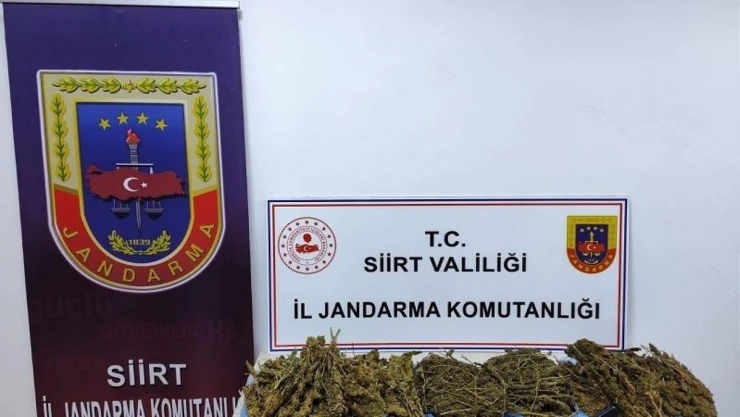 JANDARMA
1839
SİİRT
İL JANDARMA KOMUTANLIĞI
T.C.
SİİRT VALİLİĞİ
İL JANDARMA KOMUTANLIĞI